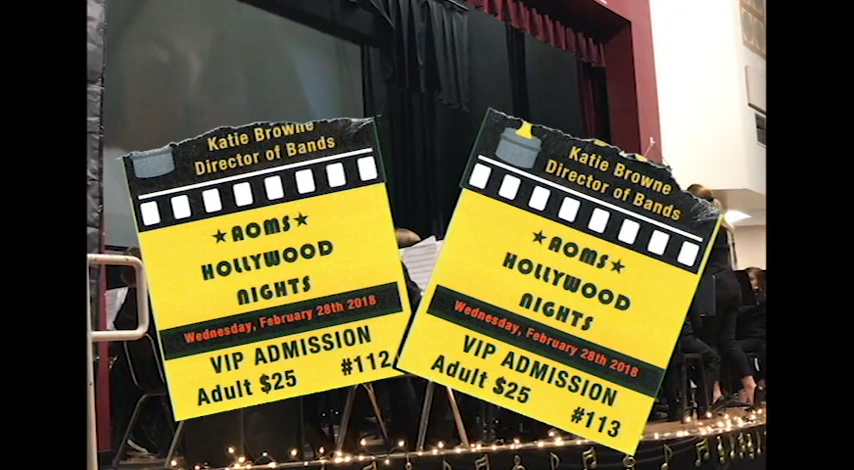 Katie Browne
Director of Bands
★AOMS★
HOLLYWOOD
NIGHTS
Wednesday, February 28th 2018
VIP ADMISSION
Adult $25
#112
Katie Browne
Director of Bands
★AOMS★
HOLLYWOOD
NIGHTS
Wednesday, February 28th 2018
VIP ADMISSION
Adult $25
#113